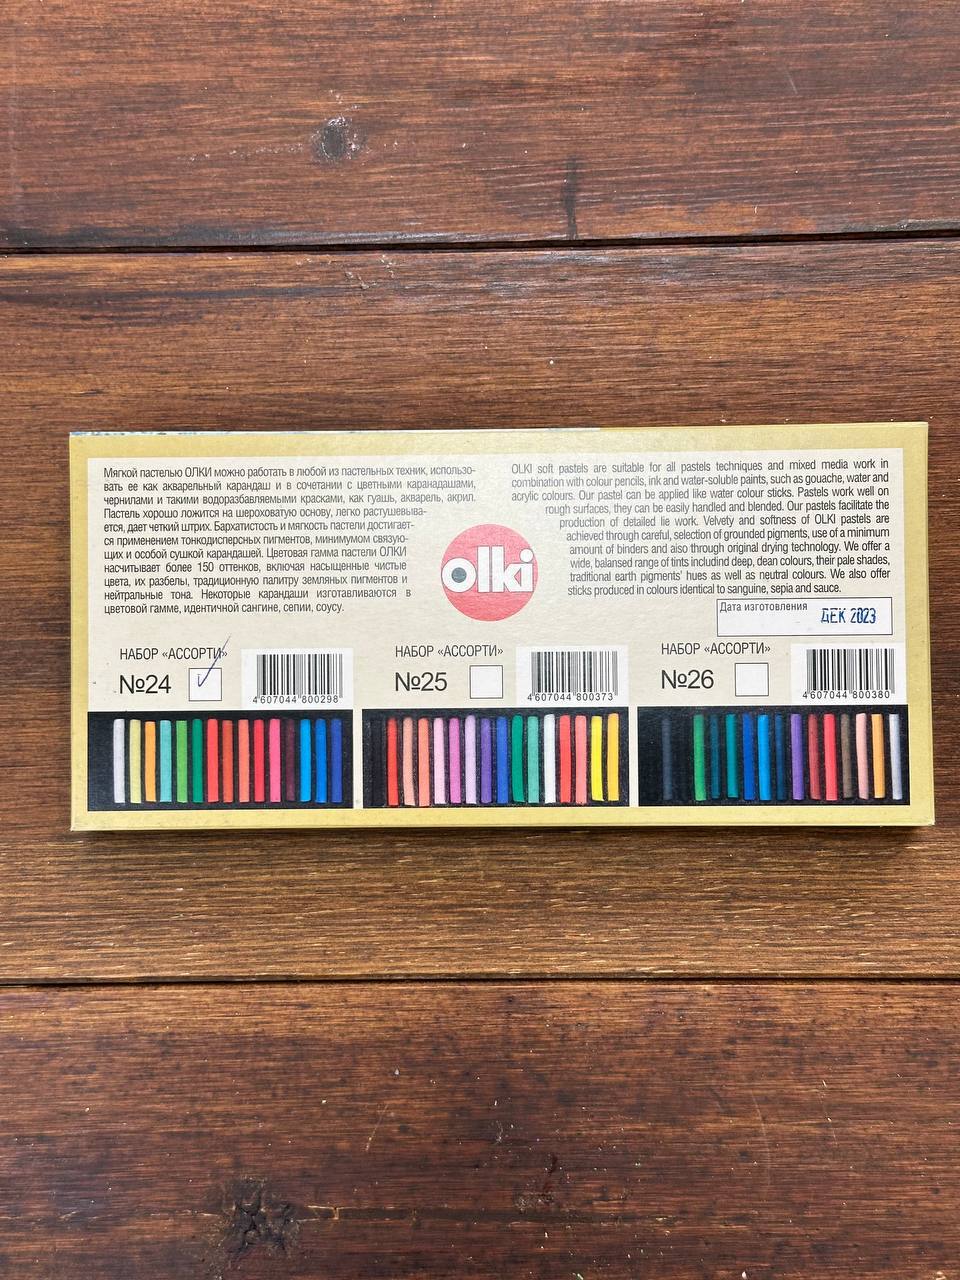 Мягкой пастелью ОЛКИ можно работать в любой из пастельных техник, использо-
вать ее как акварельный карандаш и в сочетании с цветными каранадашами,
чернилами и такими водоразбавляемыми красками, как гуашь, акварель, акрил.
Пастель хорошо ложится на шероховатую основу, легко растушевыва-
ется, дает четкий штрих. Бархатистость и мягкость пастели достигает-
ся применением тонкодисперсных пигментов, минимумом связую-
щих и особой сушкой карандашей. Цветовая гамма пастели ОЛКИ
насчитывает более 150 оттенков, включая насыщенные чистые
цвета, их разбелы, традиционную палитру земляных пигментов и
нейтральные тона. Некоторые карандаши изготавливаются в
цветовой гамме, идентичной сангине, сепии, соусу.
olki
OLKI soft pastels are suitable for all pastels techniques and mixed media work in
combination with colour pencils, ink and water-soluble paints, such as gouache, water and
acrylic colours. Our pastel can be applied like water colour sticks. Pastels work well on
rough surfaces, they can be easily handled and blended. Our pastels facilitate the
production of detailed lie work. Velvety and softness of OLKI pastels are
achieved through careful, selection of grounded pigments, use of a minimum
amount of binders and aiso through original drying technology. We offer a
wide, balansed range of tints includind deep, dean colours, their pale shades,
traditional earth pigments' hues as well as neutral colours. We also offer
sticks produced in colours identical to sanguine, sepia and sauce.
Дата изготовления
ДЕК 2023
НАБОР «АССОРТИ»
№24
4607044800298
НАБОР «АССОРТИ»
№25
4607044800373
НАБОР «АССОРТИ»
№26
4607044800380